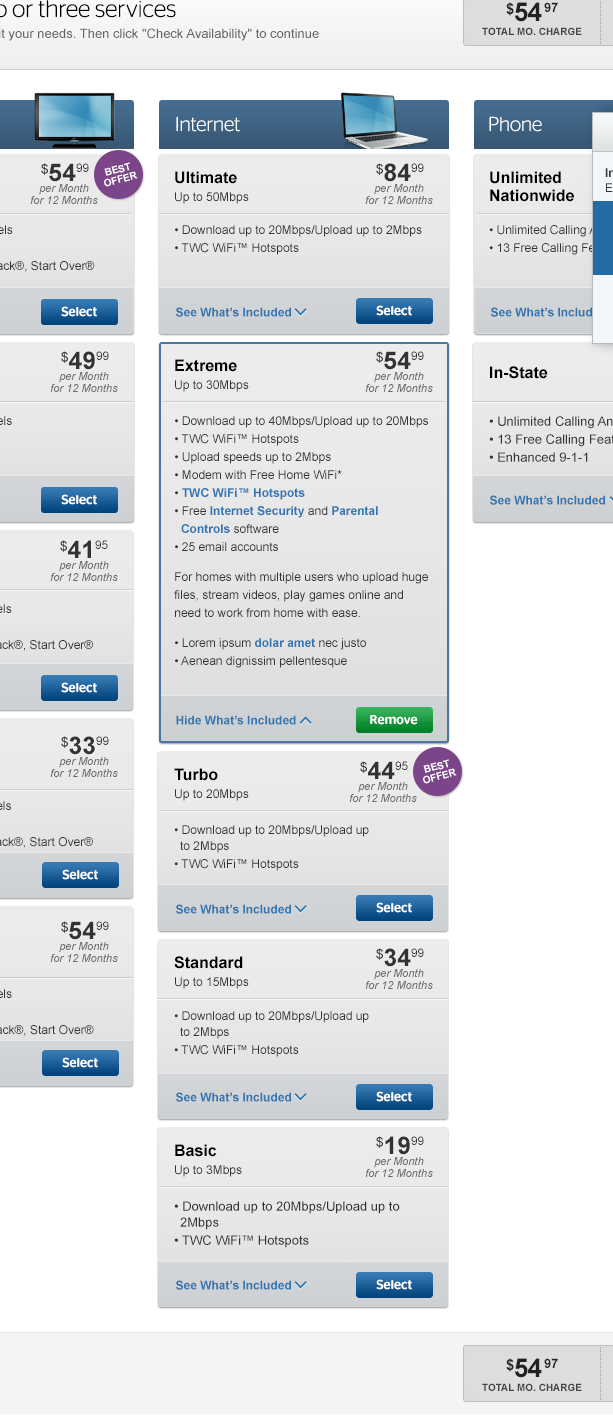 o or three services
it your needs. Then click "Check Availability" to continue
$54 97
TOTAL MO. CHARGE
$54 99
per Month
for 12 Months
BEST
OFFER
els
ack®, Start Over®
Select
$49 99
per Month
for 12 Months
els
Select
$41 95
per Month
for 12 Months
els
ack®, Start Over®
Select
$33 99
per Month
for 12 Months
els
ack®, Start Over®
Select
$54 99
per Month
for 12 Months
els
ack®, Start Over®
Select
Internet
Ultimate
Up to 50Mbps
$84 99
per Month
for 12 Months
• Download up to 20Mbps/Upload up to 2Mbps
• TWC WiFi™ Hotspots
See What's Included
Select
Extreme
Up to 30Mbps
$54 99
per Month
for 12 Months
• Download up to 40Mbps/Upload up to 20Mbps
• TWC WiFi™ Hotspots
• Upload speeds up to 2Mbps
• Modem with Free Home WiFi*
• TWC WiFi™ Hotspots
• Free Internet Security and Parental
Controls software
• 25 email accounts
For homes with multiple users who upload huge
files, stream videos, play games online and
need to work from home with ease.
• Lorem ipsum dolar amet nec justo
• Aenean dignissim pellentesque
Hide What's Included
Remove
Turbo
Up to 20Mbps
$44 95
per Month
for 12 Months
BEST
OFFER
• Download up to 20Mbps/Upload up
to 2Mbps
• TWC WiFi™ Hotspots
See What's Included
Select
Standard
Up to 15Mbps
$34 99
per Month
for 12 Months
• Download up to 20Mbps/Upload up
to 2Mbps
• TWC WiFi™ Hotspots
See What's Included
Select
Basic
Up to 3Mbps
$19 99
per Month
for 12 Months
• Download up to 20Mbps/Upload up to
2Mbps
• TWC WiFi™ Hotspots
See What's Included
Select
Phone
Unlimited
Nationwide
• Unlimited Calling A
• 13 Free Calling Fe
See What's Includ
In
E
In-State
• Unlimited Calling An
• 13 Free Calling Feat
• Enhanced 9-1-1
See What's Included
$54 97
TOTAL MO. CHARGE